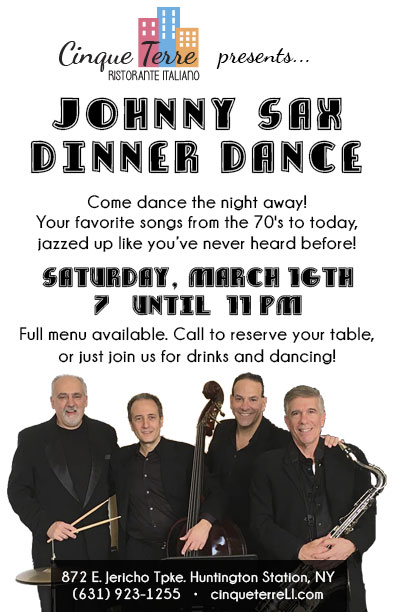 Cinque Terre presents...
RISTORANTE ITALIANO
JOHNNY SAX
DINNER DANCE
Come dance the night away!
Your favorite songs from the 70's to today,
jazzed up like you've never heard before!
SATURDAY, MARCH 16TH
7 UNTIL 11 PM
Full menu available. Call to reserve your table,
or just join us for drinks and dancing!
872 E. Jericho Tpke. Huntington Station, NY
(631) 923-1255 • cinqueterreLI.com